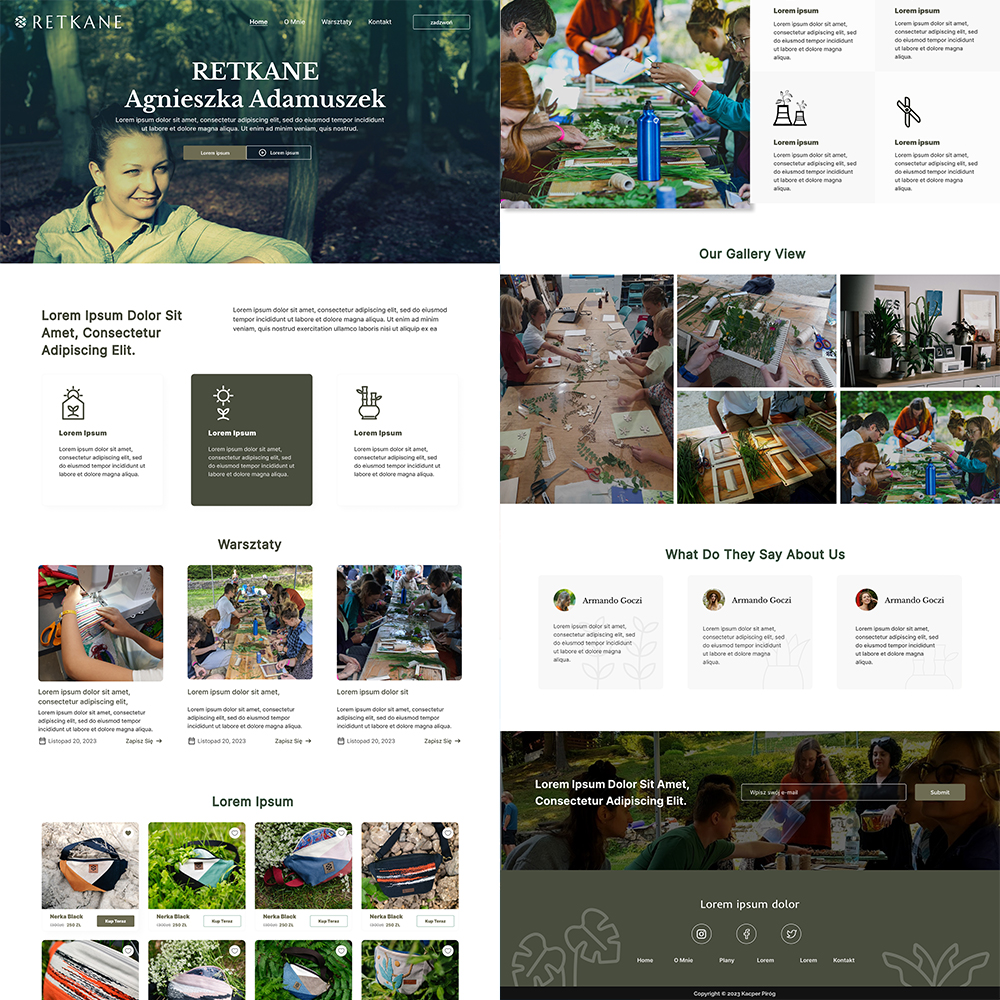 RETKANE
Home
O Mnie
Warsztaty
Kontakt
zadzwoń
RETKANE
Agnieszka Adamuszek
Lorem ipsum dolor sit amet, consectetur adipiscing elit, sed do eiusmod tempor incididunt
ut labore et dolore magna aliqua. Ut enim ad minim veniam, quis nostrud.
Lorem ipsum
Lorem ipsum
Lorem Ipsum Dolor Sit
Amet, Consectetur
Adipiscing Elit.
Lorem ipsum dolor sit amet, consectetur adipiscing elit, sed do eiusmod
tempor incididunt ut labore et dolore magna aliqua. Ut enim ad minim
veniam, quis nostrud exercitation ullamco laboris nisi ut aliquip ex ea
Lorem Ipsum
Lorem ipsum dolor sit amet,
consectetur adipiscing elit, sed
do eiusmod tempor incididunt ut
labore et dolore magna aliqua.
Lorem Ipsum
Lorem ipsum dolor sit amet,
consectetur adipiscing elit, sed
do eiusmod tempor incididunt ut
labore et dolore magna aliqua.
Lorem Ipsum
Lorem ipsum dolor sit amet,
consectetur adipiscing elit, sed
do eiusmod tempor incididunt ut
labore et dolore magna aliqua.
Warsztaty
Lorem ipsum dolor sit amet,
consectetur adipiscing elit,
Lorem ipsum dolor sit amet, consectetur
adipiscing elit, sed do eiusmod tempor
incididunt ut labore et dolore magna aliqua.
Listopad 20, 2023
Zapisz Się
Lorem ipsum dolor sit amet,
Lorem ipsum dolor sit amet, consectetur
adipiscing elit, sed do eiusmod tempor
incididunt ut labore et dolore magna aliqua.
Listopad 20, 2023
Zapisz Się
Lorem ipsum dolor sit
Lorem ipsum dolor sit amet, consectetur
adipiscing elit, sed do eiusmod tempor
incididunt ut labore et dolore magna aliqua.
Listopad 20, 2023
Zapisz Się
Lorem Ipsum
Nerka Black
250 ZŁ
Kup Teraz
Nerka Black
250 ZŁ
Kup Teraz
Nerka Black
250 ZŁ
Kup Teraz
Nerka Black
250 ZŁ
Kup Teraz
Lorem ipsum
Lorem ipsum dolor sit amet,
consectetur adipiscing elit,
sed do eiusmod tempor incididunt
ut labore et dolore magna
aliqua.
Lorem ipsum
Lorem ipsum dolor sit amet,
consectetur adipiscing elit,
sed do eiusmod tempor incididunt
ut labore et dolore magna
aliqua.
Lorem ipsum
Lorem ipsum dolor sit amet,
consectetur adipiscing elit,
sed do eiusmod tempor incididunt
ut labore et dolore magna
aliqua.
Lorem ipsum
Lorem ipsum dolor sit amet,
consectetur adipiscing elit,
sed do eiusmod tempor incididunt
ut labore et dolore magna
aliqua.
Our Gallery View
What Do They Say About Us
Armando Goczi
Lorem ipsum dolor sit amet,
consectetur adipiscing elit, sed
do eiusmod tempor incididunt
ut labore et dolore magna
aliqua.
Armando Goczi
Lorem ipsum dolor sit amet,
consectetur adipiscing elit, sed
do eiusmod tempor incididunt
ut labore et dolore magna
aliqua.
Armando Goczi
Lorem ipsum dolor sit amet,
consectetur adipiscing elit, sed
do eiusmod tempor incididunt
ut labore et dolore magna
aliqua.
Lorem Ipsum Dolor Sit Amet,
Consectetur Adipiscing Elit.
Wpisz swój e-mail
Submit
Lorem ipsum dolor
Home
O Mnie
Plany
Lorem
Lorem
Kontakt
Copyright © 2023 Kacper Piróg